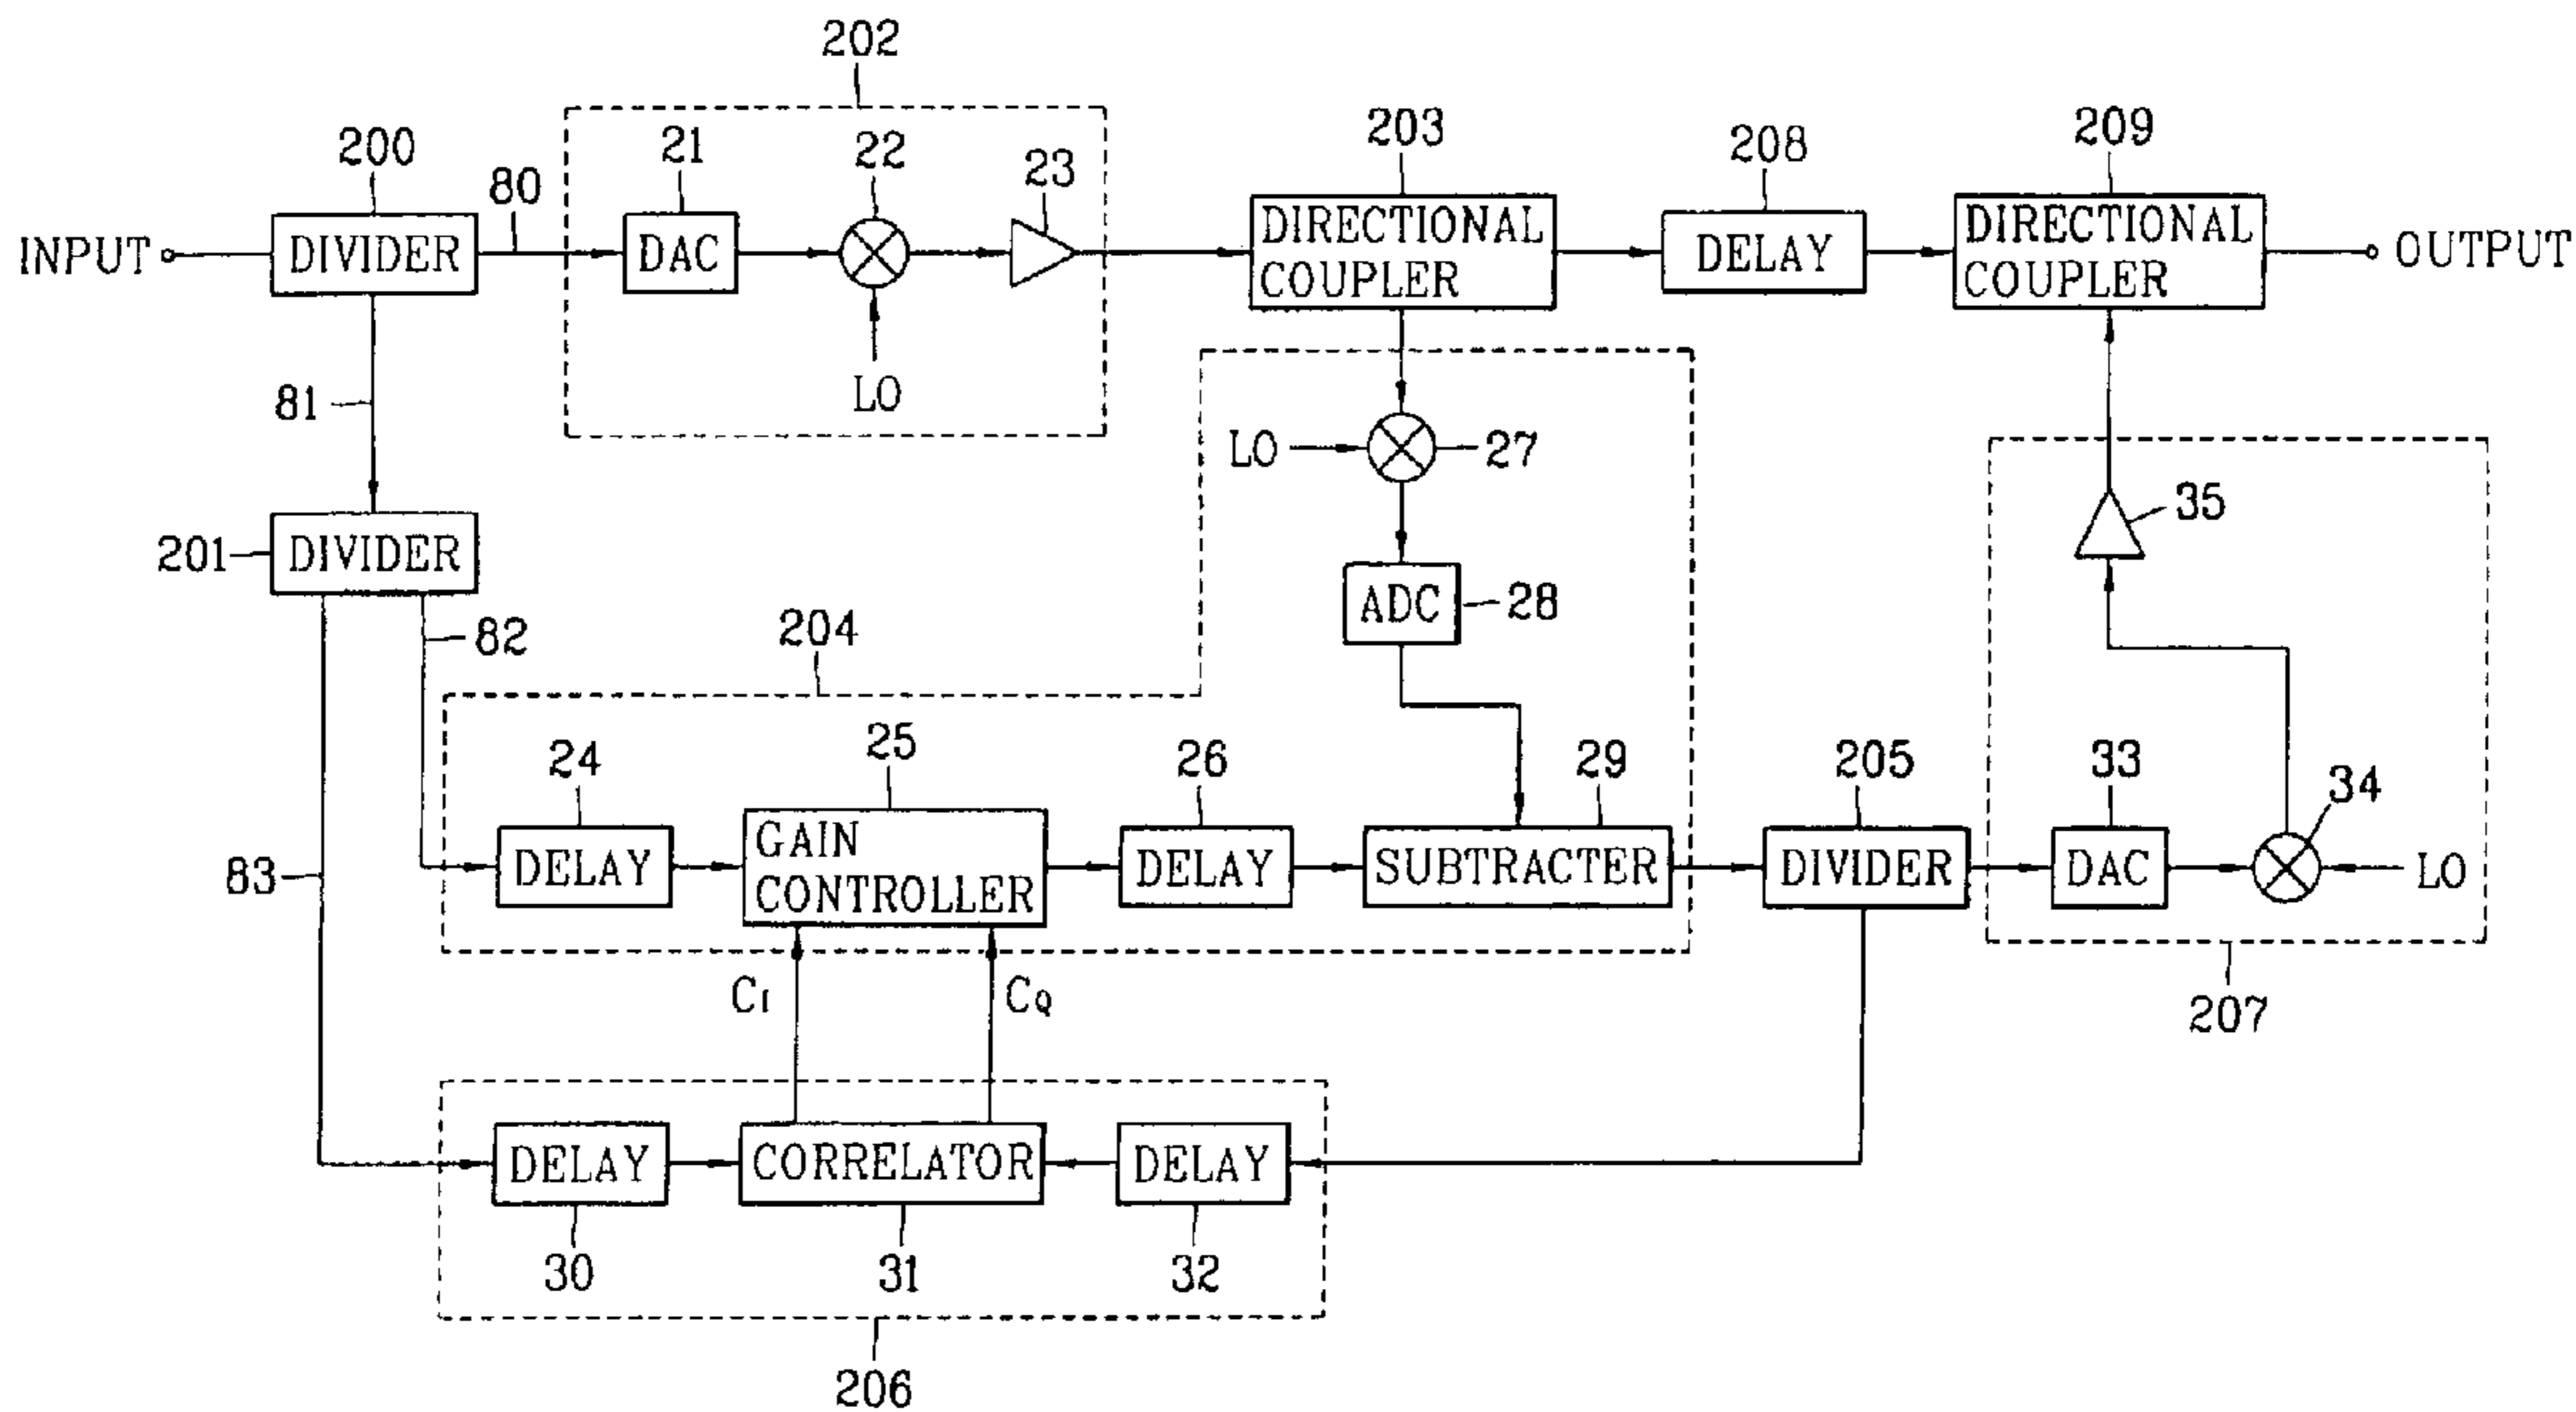 202
200
80
21
22
23
203
208
209
INPUT
DIVIDER
DAC
DIRECTIONAL
COUPLER
DELAY
DIRECTIONAL
COUPLER
OUTPUT
LO
81
LO
27
35
201
DIVIDER
ADC
28
82
204
24
25
26
29
205
33
34
83
DELAY
GAIN
CONTROLLER
DELAY
SUBTRACTER
DIVIDER
DAC
LO
CI
CQ
207
DELAY
CORRELATOR
DELAY
30
31
32
206